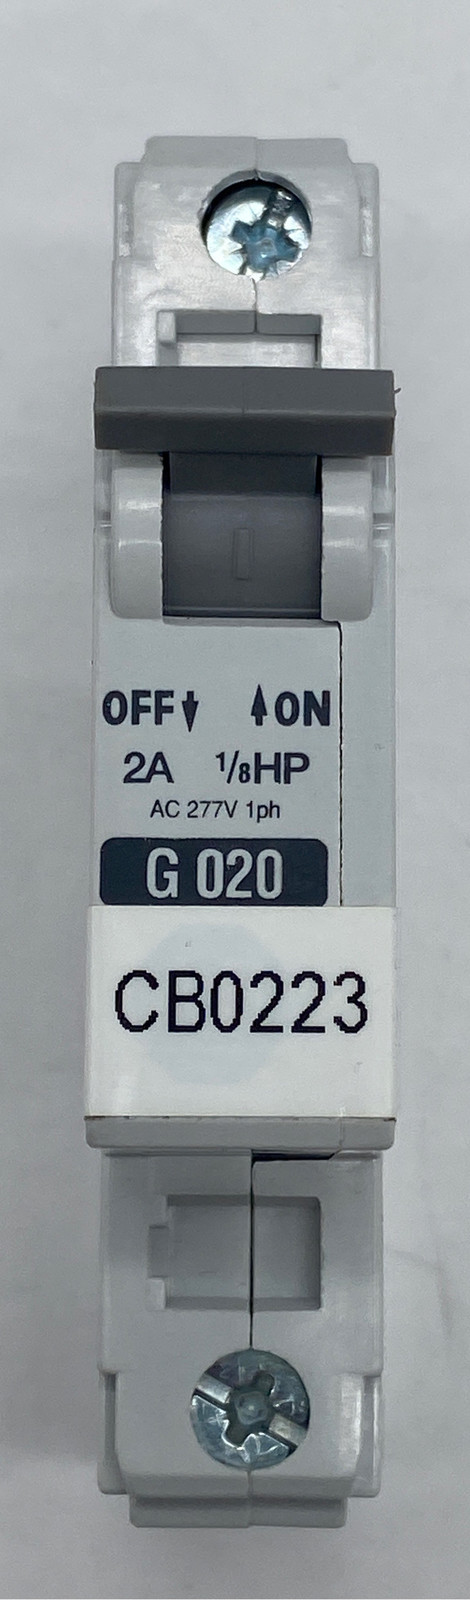 OFF↓ ↑ON
2A 1/8HP
AC 277V 1ph
G 020
CB0223